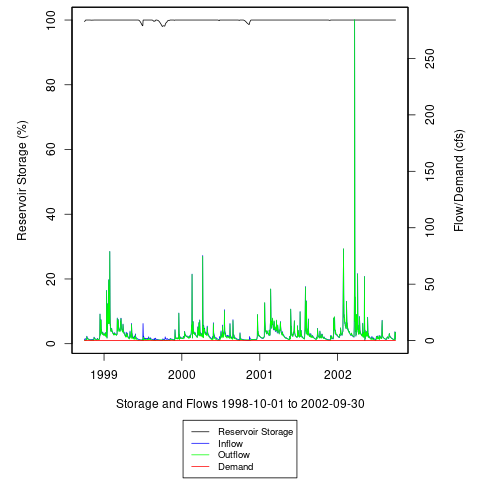 100
80
60
40
20
0
Reservoir Storage (%)
250
200
150
100
50
0
Flow/Demand (cfs)
1999 2000 2001 2002
Storage and Flows 1998-10-01 to 2002-09-30
Reservoir Storage
Inflow
Outflow
Demand